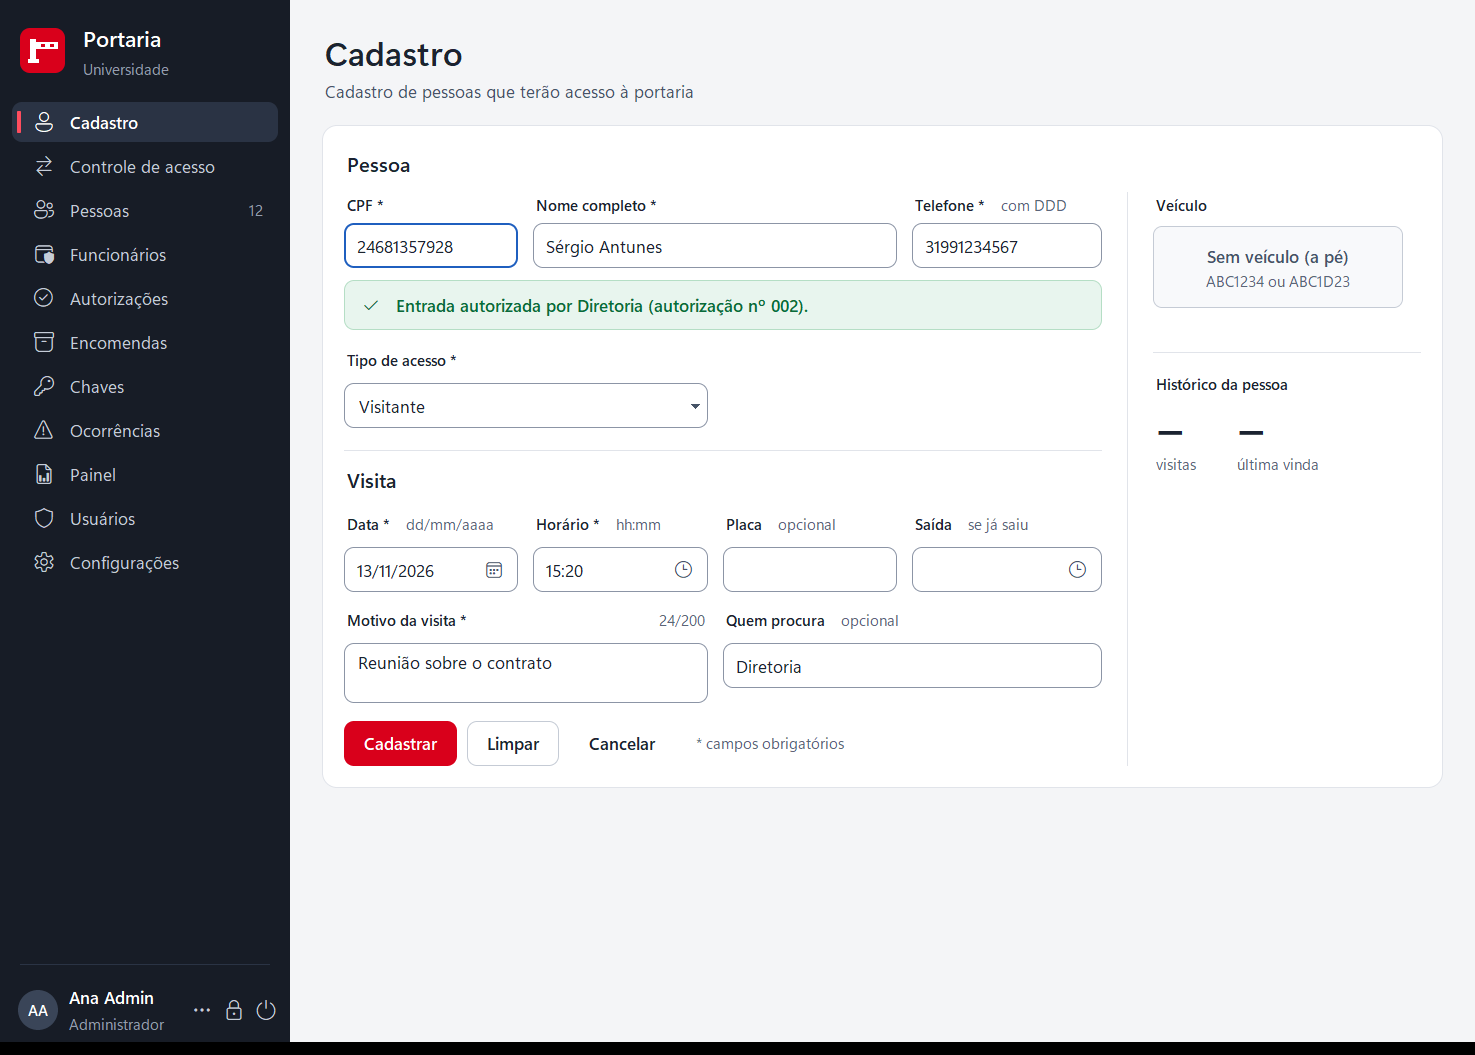 Portaria
Universidade
Cadastro
Controle de acesso
Pessoas 12
Funcionários
Autorizações
Encomendas
Chaves
Ocorrências
Painel
Usuários
Configurações
AA
Ana Admin
Administrador
Cadastro
Cadastro de pessoas que terão acesso à portaria
Pessoa
CPF * Nome completo * Telefone * com DDD
24681357928 Sérgio Antunes 31991234567
Entrada autorizada por Diretoria (autorização nº 002).
Tipo de acesso *
Visitante
Visita
Data * dd/mm/aaaa Horário * hh:mm Placa opcional Saída se já saiu
13/11/2026 15:20
Motivo da visita * 24/200 Quem procura opcional
Reunião sobre o contrato Diretoria
Cadastrar Limpar Cancelar * campos obrigatórios
Veículo
Sem veículo (a pé)
ABC1234 ou ABC1D23
Histórico da pessoa
— —
visitas última vinda